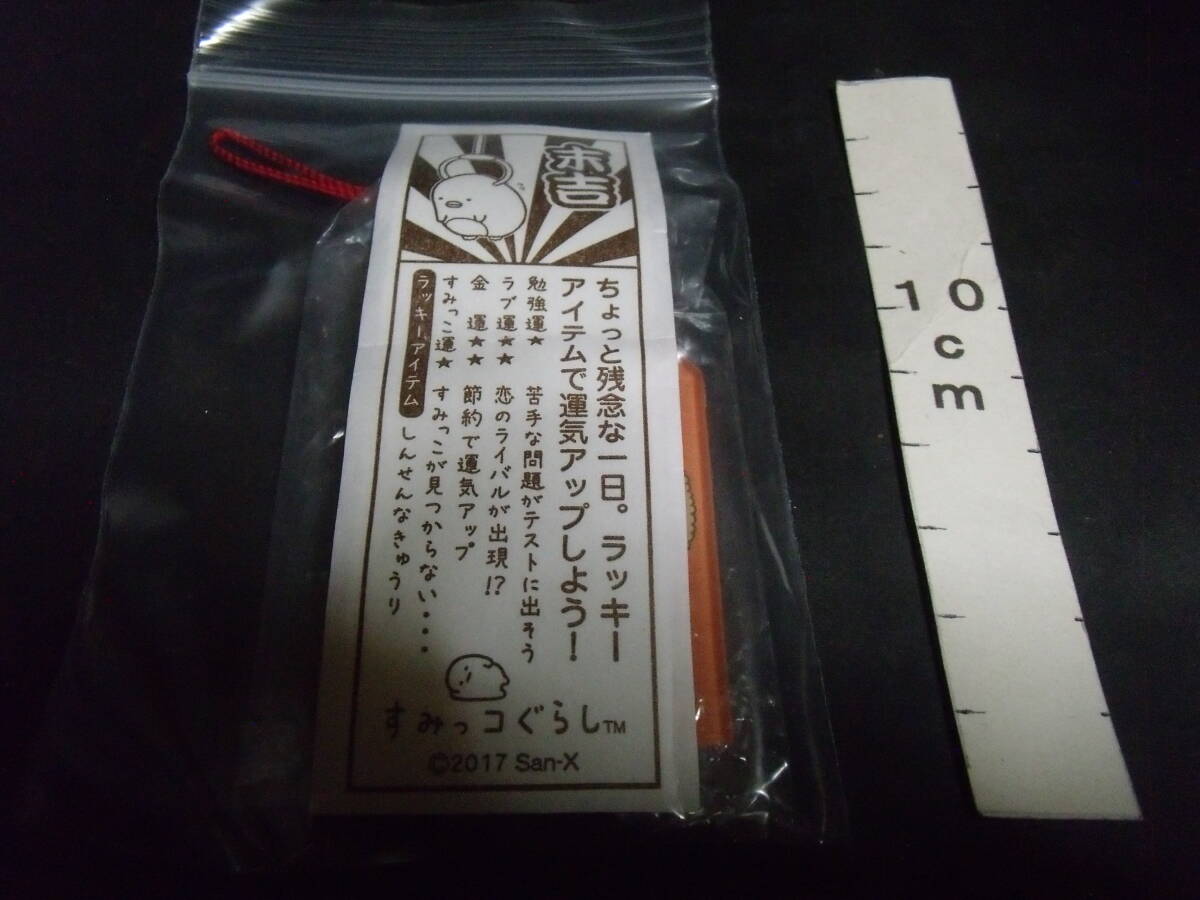 末吉
ちょっと残念な一日。ラッキー
アイテムで運気アップしよう！
勉強運★ 苦手な問題がテストに出そう
ラブ運★★ 恋のライバルが出現!?
金 運★★ 節約で運気アップ
すみっこ運★ すみっこが見つからない・・・
ラッキーアイテム しんせんなきゅうり
すみっコぐらしTM
©2017 San-X
10
c
m